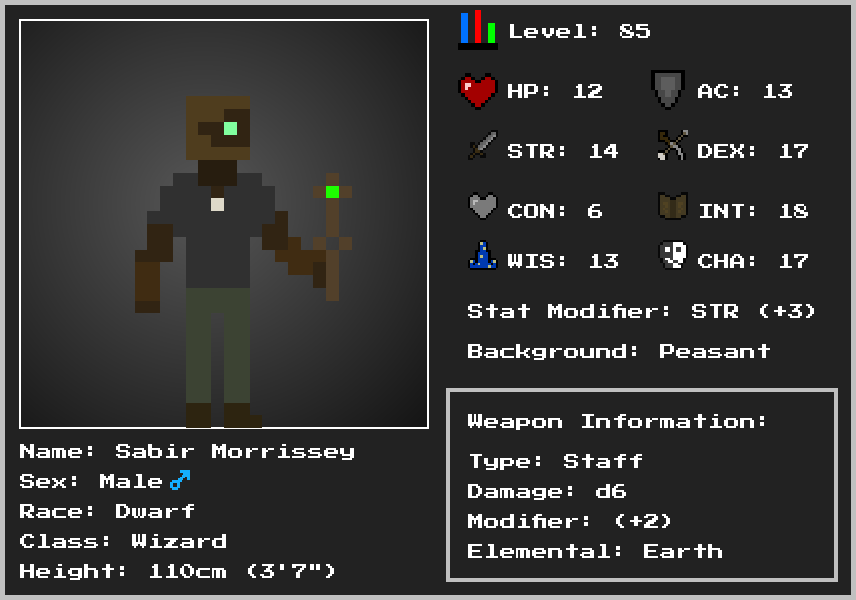 Level: 85
HP: 12
AC: 13
STR: 14
DEX: 17
CON: 6
INT: 18
WIS: 13
CHA: 17
Stat Modifier: STR (+3)
Background: Peasant
Weapon Information:
Type: Staff
Damage: d6
Modifier: (+2)
Elemental: Earth
Name: Sabir Morrissey
Sex: Male♂
Race: Dwarf
Class: Wizard
Height: 110cm (3'7")